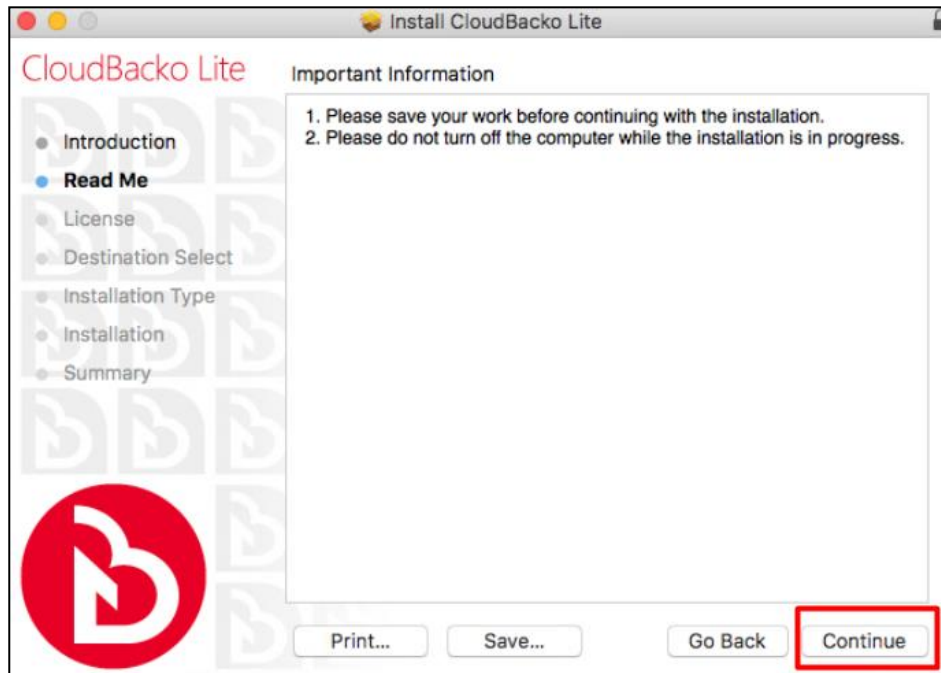 Install CloudBacko Lite
CloudBacko Lite
Important Information
Introduction
Read Me
License
Destination Select
Installation Type
Installation
Summary
1. Please save your work before continuing with the installation.
2. Please do not turn off the computer while the installation is in progress.
Print...
Save...
Go Back
Continue